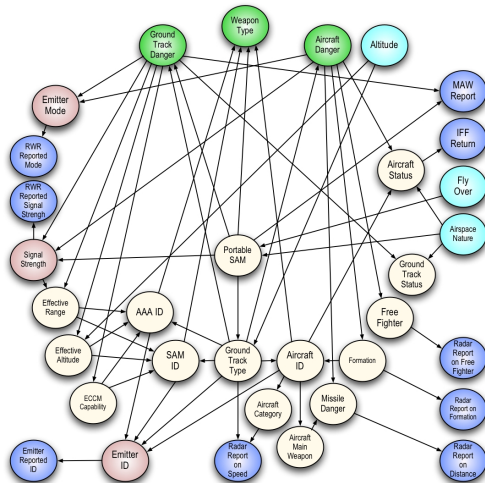 Ground
Track
Danger
Weapon
Type
Aircraft
Danger
Altitude
MAW
Report
Emitter
Mode
IFF
Return
RWR
Reported
Mode
Aircraft
Status
Fly
Over
RWR
Reported
Signal
Strengh
Airspace
Nature
Signal
Strength
Portable
SAM
Ground
Track
Status
Effective
Range
AAA ID
Free
Fighter
Effective
Altitude
SAM
ID
Ground
Track
Type
Aircraft
ID
Formation
Radar
Report
on Free
Fighter
ECCM
Capability
Aircraft
Category
Missile
Danger
Radar
Report on
Formation
Aircraft
Main
Weapon
Emitter
Reported
ID
Emitter
ID
Radar
Report
on
Speed
Radar
Report on
Distance